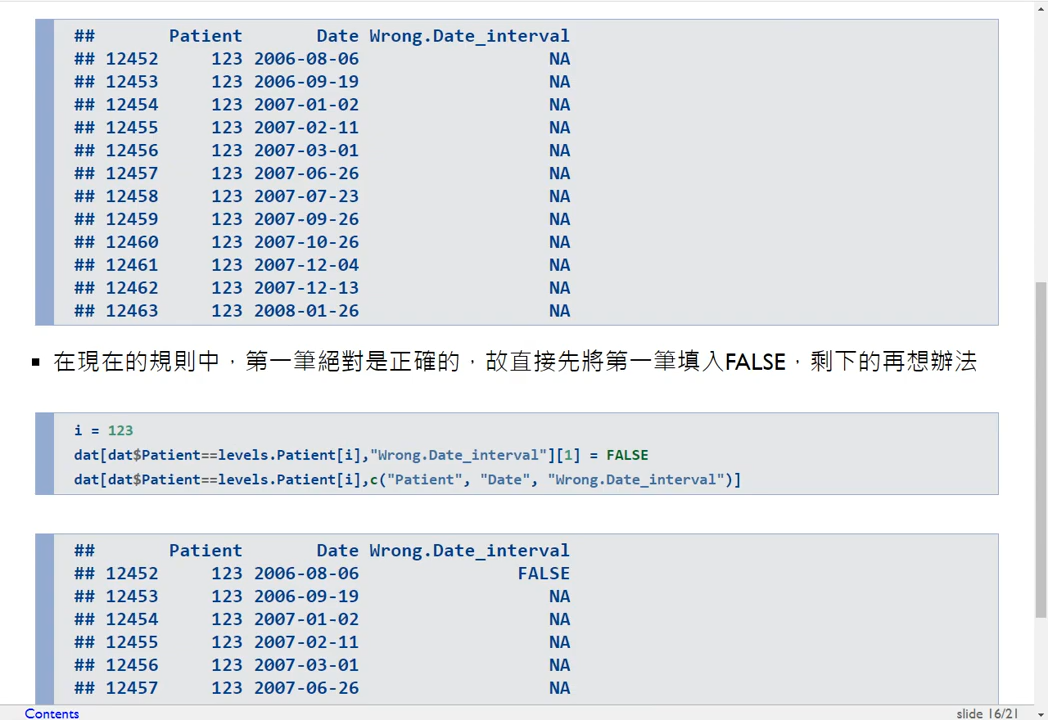 ##       Patient       Date Wrong.Date_interval
## 12452     123 2006-08-06                  NA
## 12453     123 2006-09-19                  NA
## 12454     123 2007-01-02                  NA
## 12455     123 2007-02-11                  NA
## 12456     123 2007-03-01                  NA
## 12457     123 2007-06-26                  NA
## 12458     123 2007-07-23                  NA
## 12459     123 2007-09-26                  NA
## 12460     123 2007-10-26                  NA
## 12461     123 2007-12-04                  NA
## 12462     123 2007-12-13                  NA
## 12463     123 2008-01-26                  NA
▪ 在現在的規則中，第一筆絕對是正確的，故直接先將第一筆填入FALSE，剩下的再想辦法
i = 123
dat[dat$Patient==levels.Patient[i],"Wrong.Date_interval"][1] = FALSE
dat[dat$Patient==levels.Patient[i],c("Patient", "Date", "Wrong.Date_interval")]
##       Patient       Date Wrong.Date_interval
## 12452     123 2006-08-06               FALSE
## 12453     123 2006-09-19                  NA
## 12454     123 2007-01-02                  NA
## 12455     123 2007-02-11                  NA
## 12456     123 2007-03-01                  NA
## 12457     123 2007-06-26                  NA
Contents slide 16/21